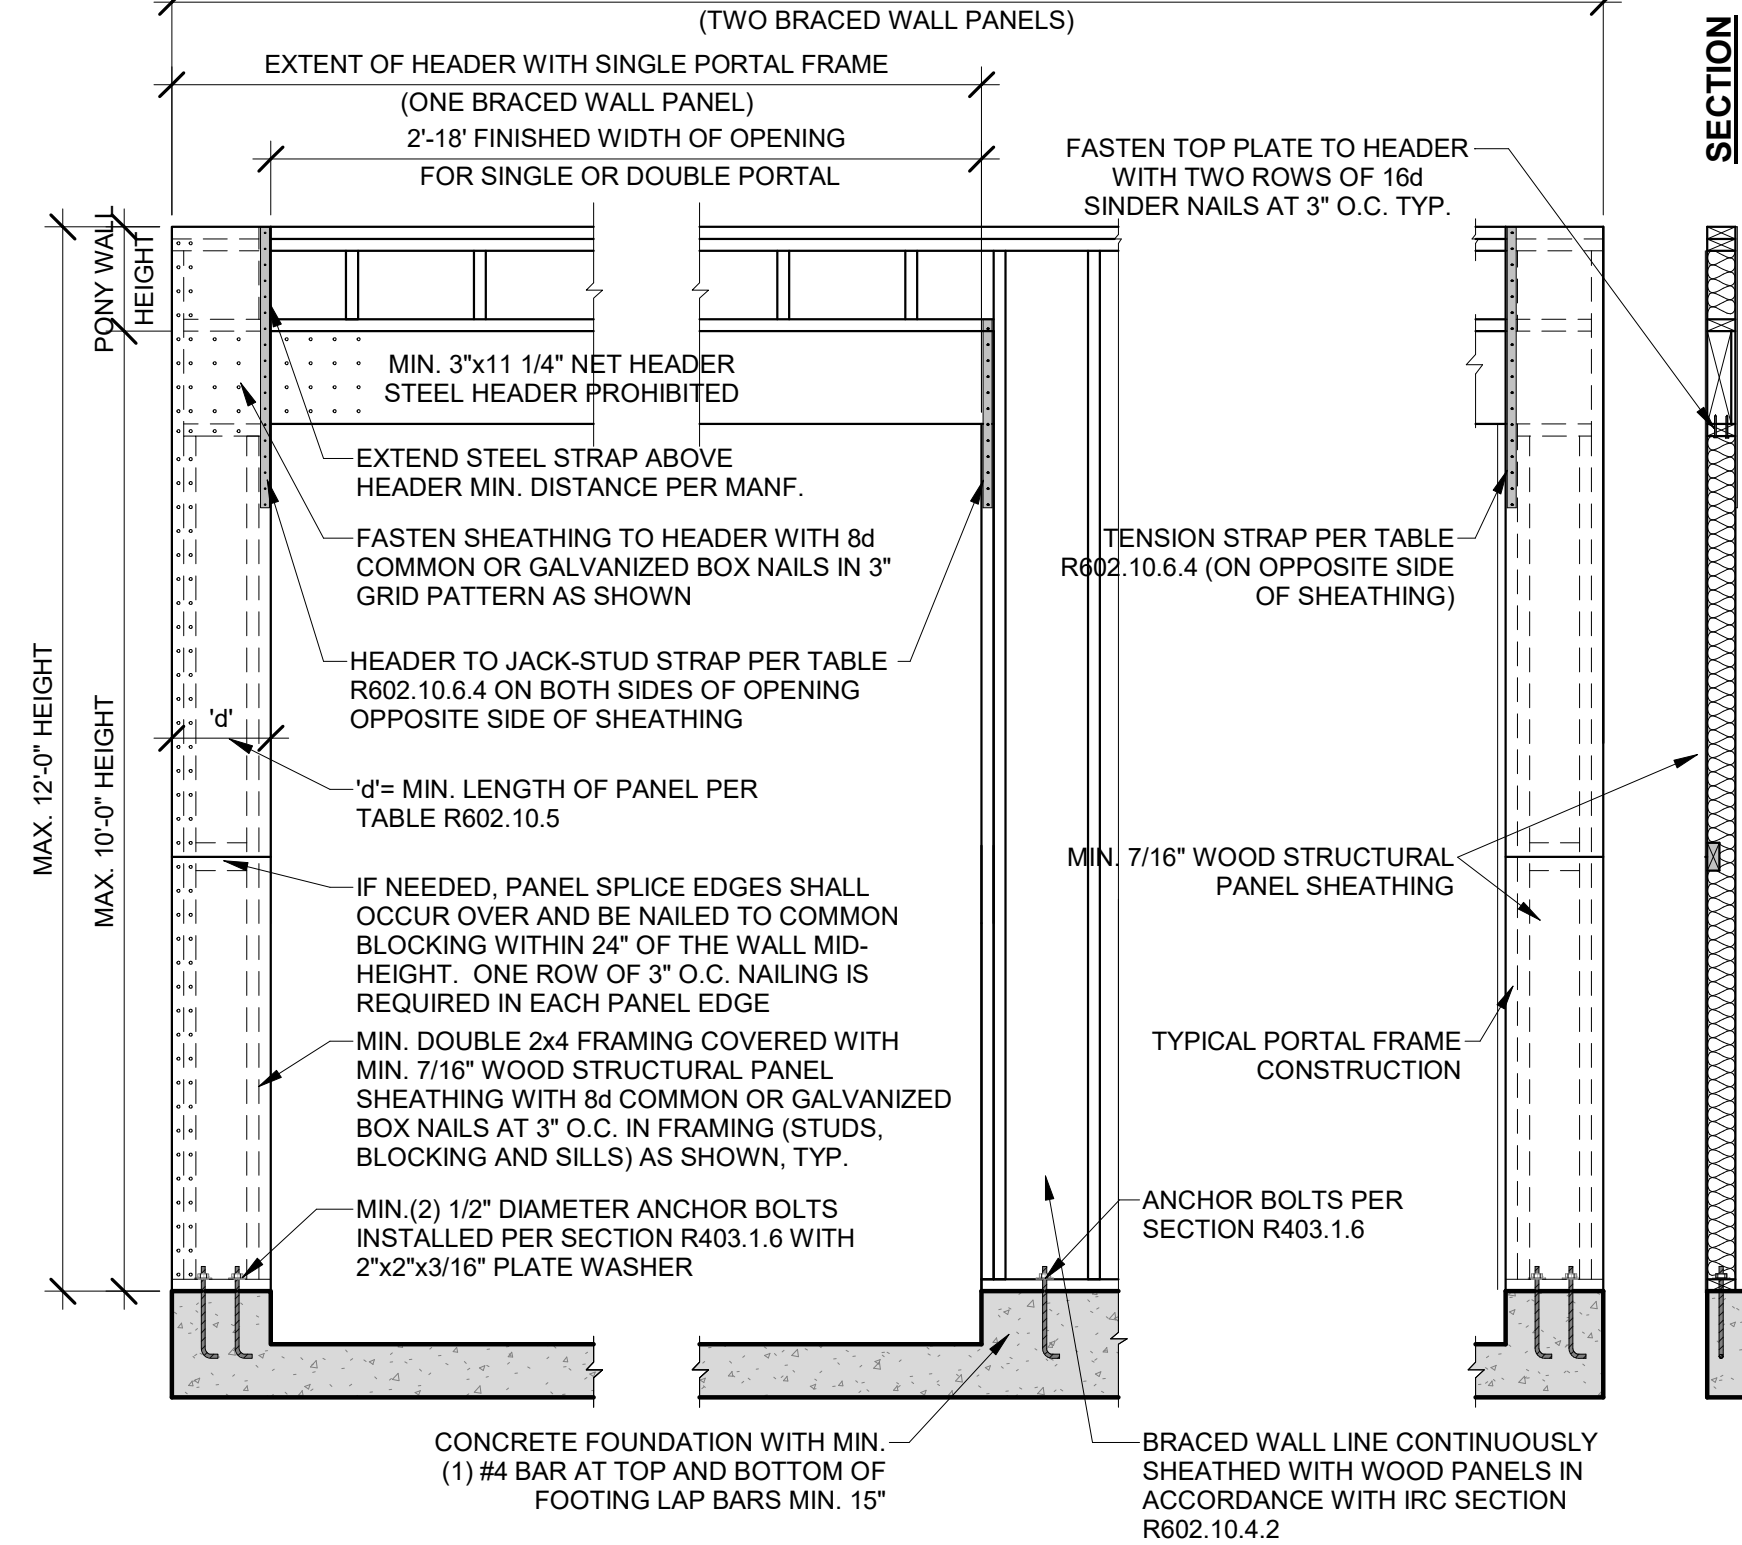 (TWO BRACED WALL PANELS)
EXTENT OF HEADER WITH SINGLE PORTAL FRAME
(ONE BRACED WALL PANEL)
2'-18' FINISHED WIDTH OF OPENING
FOR SINGLE OR DOUBLE PORTAL
FASTEN TOP PLATE TO HEADER
WITH TWO ROWS OF 16d
SINDER NAILS AT 3" O.C. TYP.
SECTION
PONY WALL
HEIGHT
MIN. 3"x11 1/4" NET HEADER
STEEL HEADER PROHIBITED
EXTEND STEEL STRAP ABOVE
HEADER MIN. DISTANCE PER MANF.
FASTEN SHEATHING TO HEADER WITH 8d
COMMON OR GALVANIZED BOX NAILS IN 3"
GRID PATTERN AS SHOWN
TENSION STRAP PER TABLE
R602.10.6.4 (ON OPPOSITE SIDE
OF SHEATHING)
HEADER TO JACK-STUD STRAP PER TABLE
R602.10.6.4 ON BOTH SIDES OF OPENING
OPPOSITE SIDE OF SHEATHING
MAX. 12'-0" HEIGHT
MAX. 10'-0" HEIGHT
'd'
'd'= MIN. LENGTH OF PANEL PER
TABLE R602.10.5
MIN. 7/16" WOOD STRUCTURAL
PANEL SHEATHING
IF NEEDED, PANEL SPLICE EDGES SHALL
OCCUR OVER AND BE NAILED TO COMMON
BLOCKING WITHIN 24" OF THE WALL MID-
HEIGHT.  ONE ROW OF 3" O.C. NAILING IS
REQUIRED IN EACH PANEL EDGE
MIN. DOUBLE 2x4 FRAMING COVERED WITH
MIN. 7/16" WOOD STRUCTURAL PANEL
SHEATHING WITH 8d COMMON OR GALVANIZED
BOX NAILS AT 3" O.C. IN FRAMING (STUDS,
BLOCKING AND SILLS) AS SHOWN, TYP.
TYPICAL PORTAL FRAME
CONSTRUCTION
MIN.(2) 1/2" DIAMETER ANCHOR BOLTS
INSTALLED PER SECTION R403.1.6 WITH
2"x2"x3/16" PLATE WASHER
ANCHOR BOLTS PER
SECTION R403.1.6
CONCRETE FOUNDATION WITH MIN.
(1) #4 BAR AT TOP AND BOTTOM OF
FOOTING LAP BARS MIN. 15"
BRACED WALL LINE CONTINUOUSLY
SHEATHED WITH WOOD PANELS IN
ACCORDANCE WITH IRC SECTION
R602.10.4.2